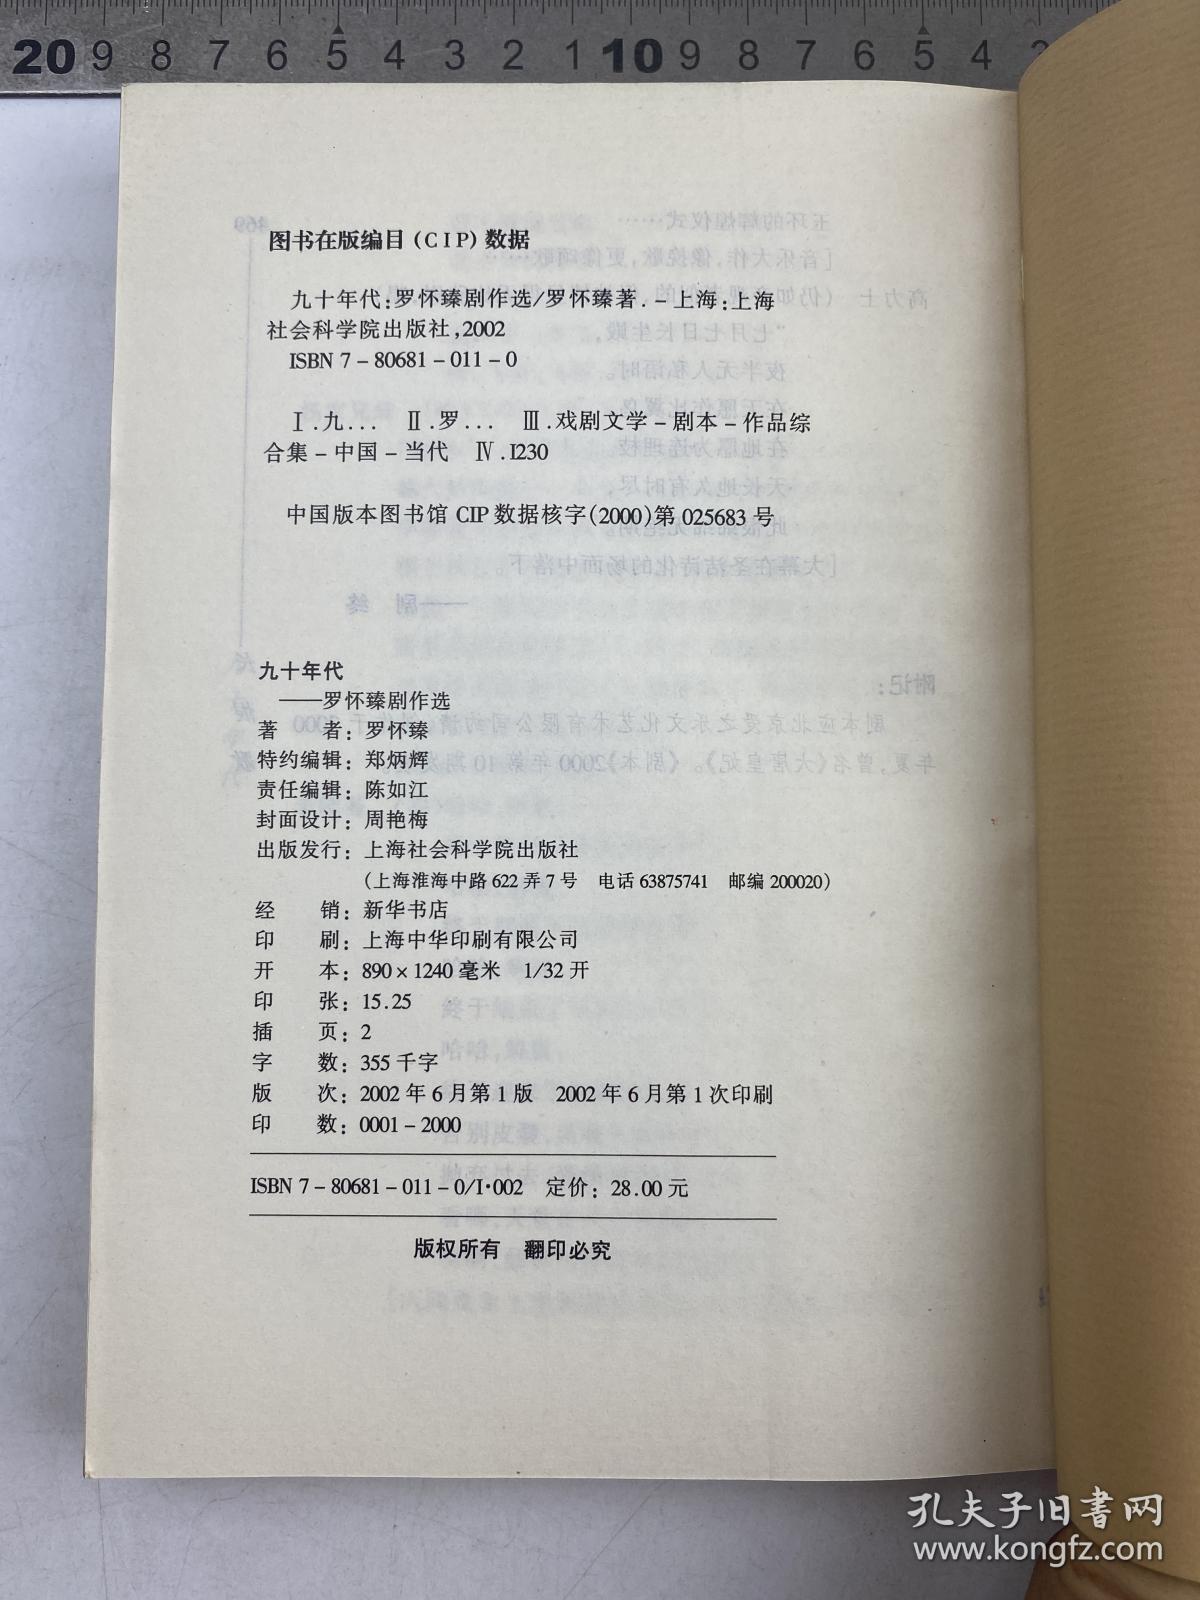 20 9 8 7 6 5 4 3 2 1 10 9 8 7 6 5 4
图书在版编目(CIP)数据
九十年代:罗怀臻剧作选/罗怀臻著.-上海:上海
社会科学院出版社,2002
ISBN 7-80681-011-0
Ⅰ.九... Ⅱ.罗... Ⅲ.戏剧文学-剧本-作品综
合集-中国-当代 Ⅳ.I230
中国版本图书馆CIP数据核字(2000)第025683号
九十年代
——罗怀臻剧作选
著 者:罗怀臻
特约编辑:郑炳辉
责任编辑:陈如江
封面设计:周艳梅
出版发行:上海社会科学院出版社
(上海淮海中路622弄7号 电话63875741 邮编200020)
经 销:新华书店
印 刷:上海中华印刷有限公司
开 本:890×1240毫米 1/32开
印 张:15.25
插 页:2
字 数:355千字
版 次:2002年6月第1版 2002年6月第1次印刷
印 数:0001-2000
ISBN 7-80681-011-0/I·002 定价:28.00元
版权所有 翻印必究
孔夫子旧书网
www.kongfz.com